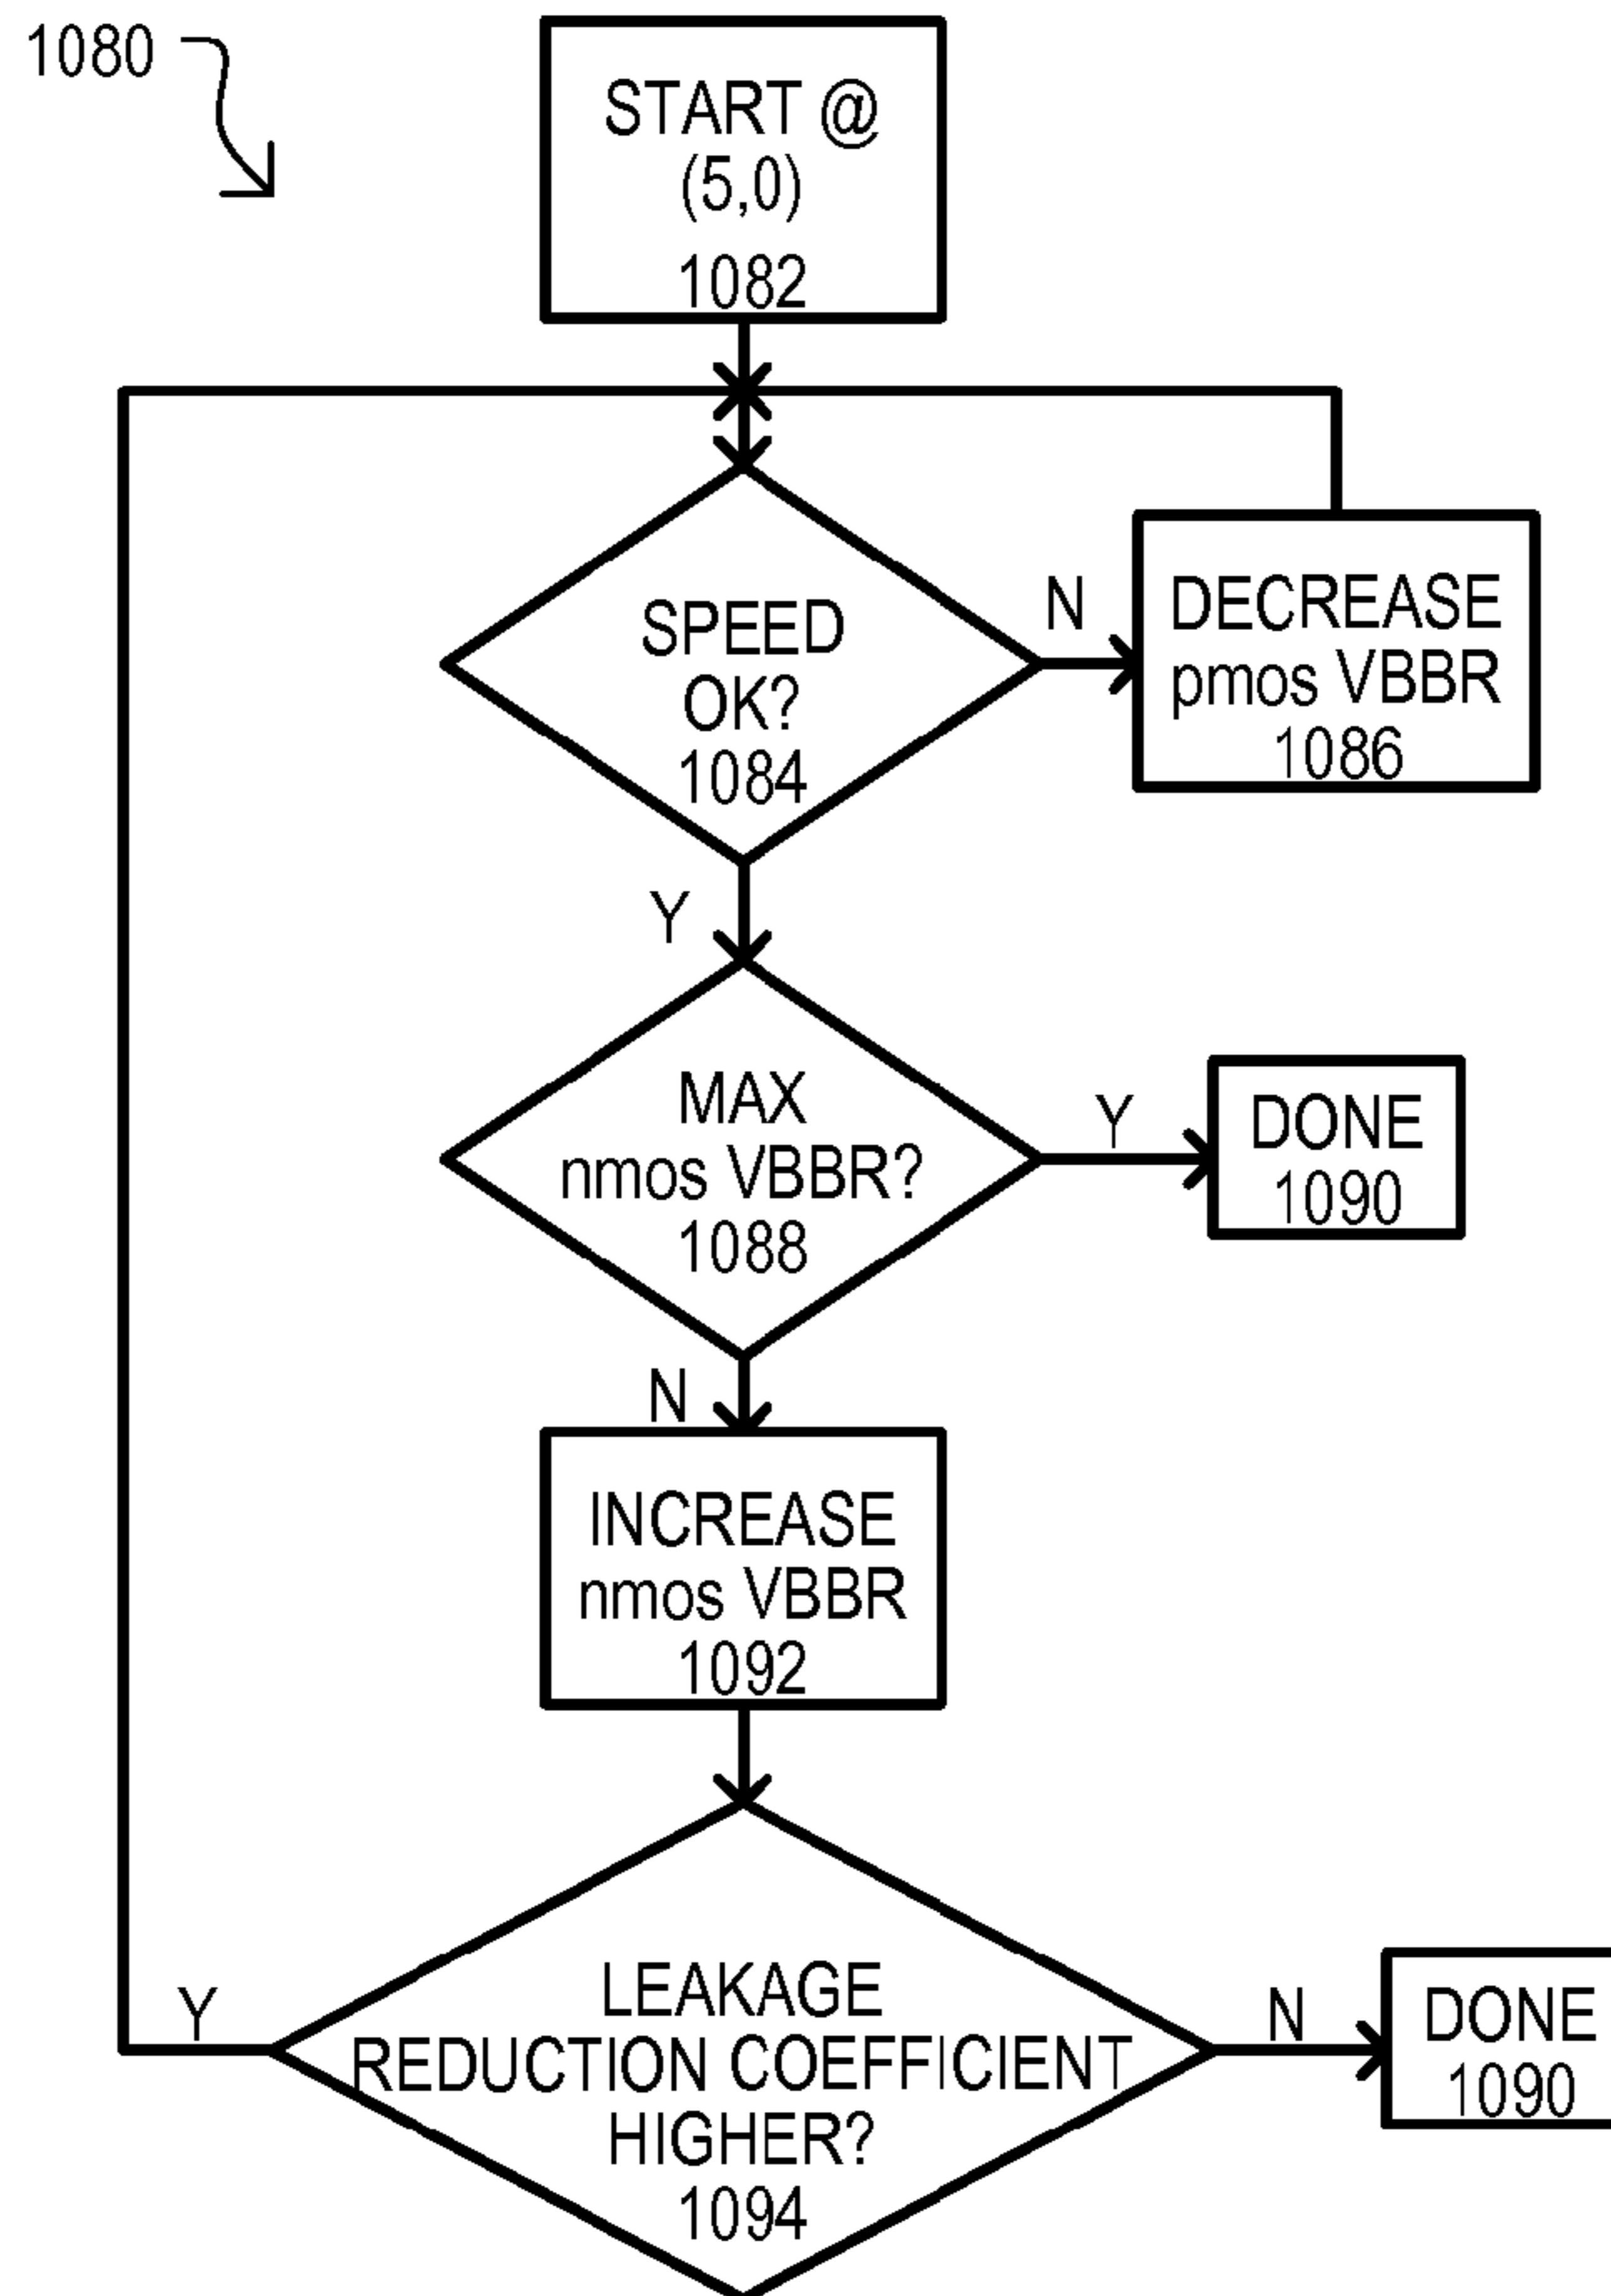 1080
START @
(5,0)
1082
SPEED
OK?
1084
N
DECREASE
pmos VBBR
1086
Y
MAX
nmos VBBR?
1088
Y
DONE
1090
N
INCREASE
nmos VBBR
1092
Y
LEAKAGE
REDUCTION COEFFICIENT
HIGHER?
1094
N
DONE
1090